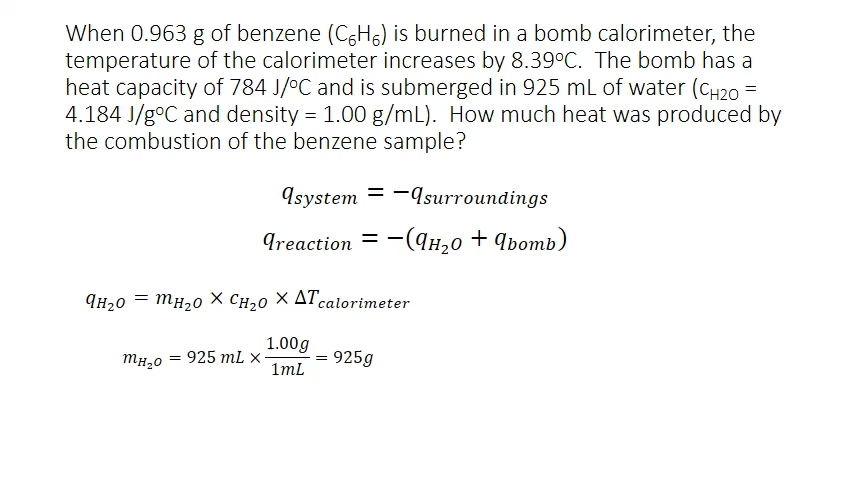 When 0.963 g of benzene (C₆H₆) is burned in a bomb calorimeter, the
temperature of the calorimeter increases by 8.39ºC.  The bomb has a
heat capacity of 784 J/ºC and is submerged in 925 mL of water (cH2O =
4.184 J/gºC and density = 1.00 g/mL).  How much heat was produced by
the combustion of the benzene sample?
qsystem = −qsurroundings
qreaction = −(qH₂O + qbomb)
qH₂O = mH₂O × cH₂O × ΔTcalorimeter
mH₂O = 925 mL × 1.00g/1mL = 925g